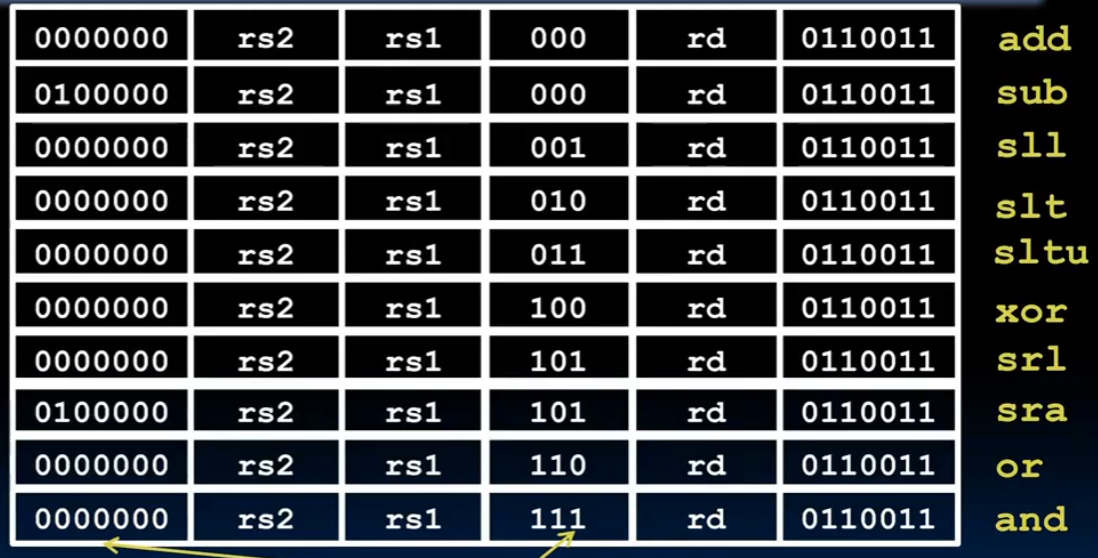 0000000 rs2 rs1 000 rd 0110011 add
0100000 rs2 rs1 000 rd 0110011 sub
0000000 rs2 rs1 001 rd 0110011 sll
0000000 rs2 rs1 010 rd 0110011 slt
0000000 rs2 rs1 011 rd 0110011 sltu
0000000 rs2 rs1 100 rd 0110011 xor
0000000 rs2 rs1 101 rd 0110011 srl
0100000 rs2 rs1 101 rd 0110011 sra
0000000 rs2 rs1 110 rd 0110011 or
0000000 rs2 rs1 111 rd 0110011 and